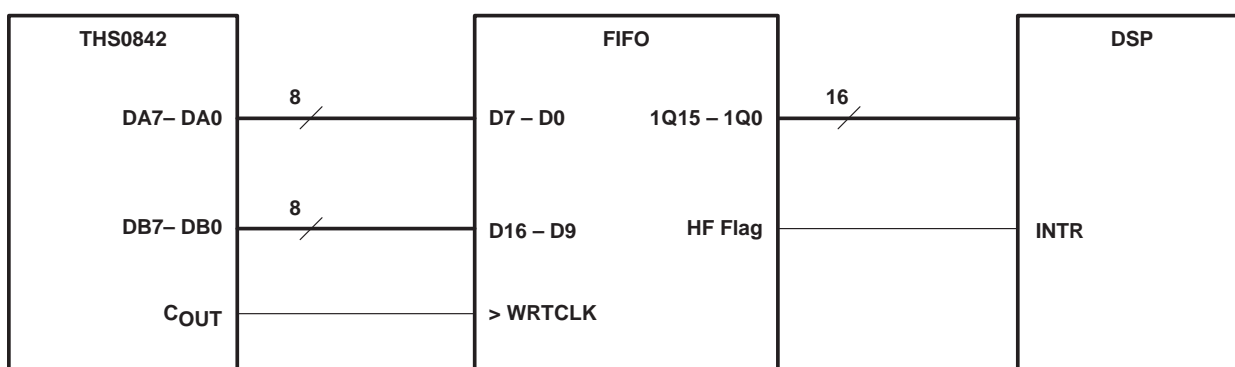 THS0842
FIFO
DSP
8
16
DA7– DA0
D7 – D0
1Q15 – 1Q0
8
DB7– DB0
D16 – D9
HF Flag
INTR
COUT
> WRTCLK